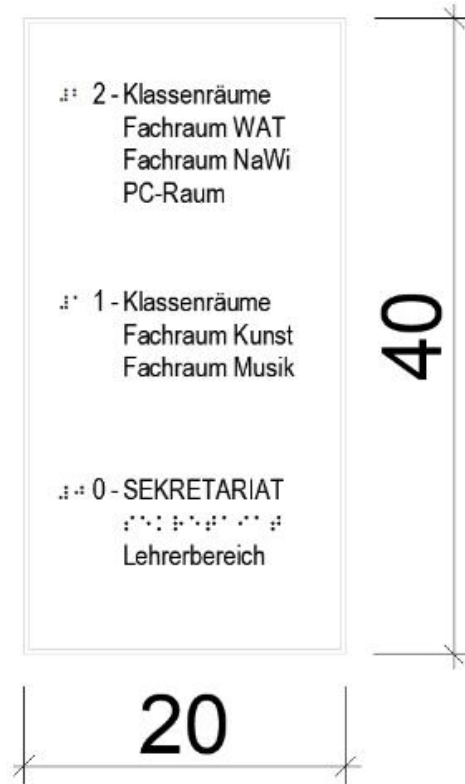 ⠼⠃ 2 - Klassenräume
Fachraum WAT
Fachraum NaWi
PC-Raum
⠼⠁ 1 - Klassenräume
Fachraum Kunst
Fachraum Musik
⠼⠚ 0 - SEKRETARIAT
⠎⠑⠅⠗⠑⠞⠁⠊⠁⠞
Lehrerbereich
40
20